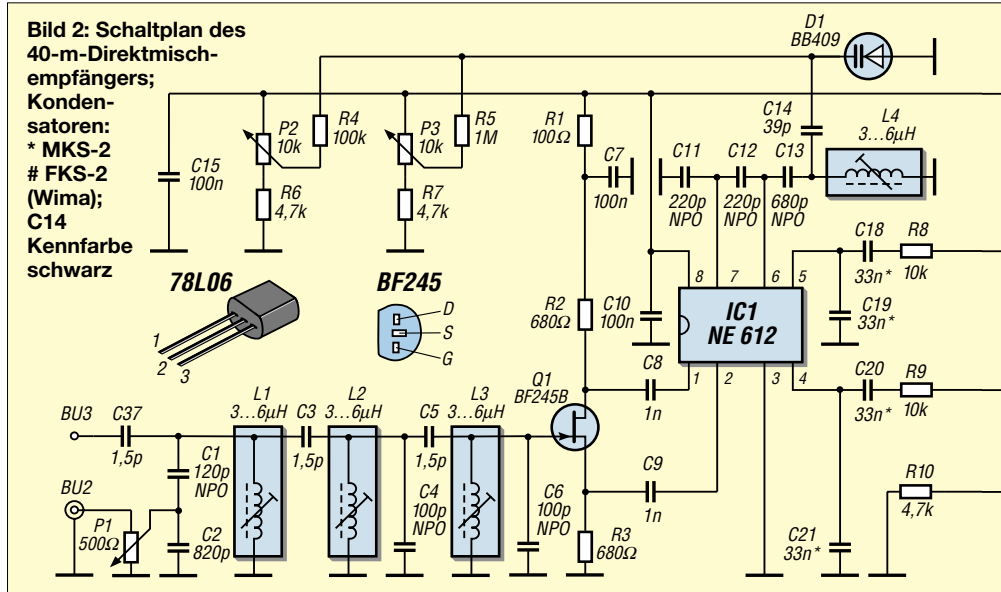 Bild 2: Schaltplan des
40-m-Direktmisch-
empfängers;
Konden-
satoren:
* MKS-2
# FKS-2
(Wima);
C14
Kennfarbe
schwarz
D1
BB409
P2
10k
R4
100k
P3
10k
R5
1M
R1
100Ω
C14
39p
L4
3...6µH
C15
100n
R6
4,7k
R7
4,7k
C7
100n
C11
220p
NPO
C12
220p
NPO
C13
680p
NPO
C18
33n*
R8
10k
78L06
1
2
3
BF245
D
S
G
R2
680Ω
C10
100n
8
7
6
5
IC1
NE 612
1
2
3
4
C19
33n*
C8
1n
C20
33n*
R9
10k
Q1
BF245B
BU3
C37
1,5p
L1
3...6µH
C3
1,5p
L2
3...6µH
C5
1,5p
L3
3...6µH
C1
120p
NPO
BU2
P1
500Ω
C2
820p
C4
100p
NPO
C6
100p
NPO
C9
1n
R3
680Ω
R10
4,7k
C21
33n*